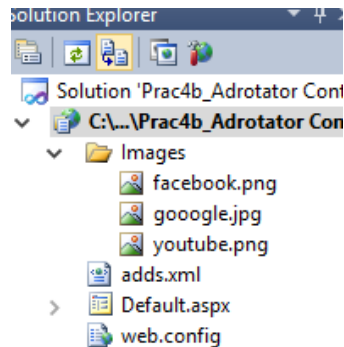 Solution Explorer
Solution 'Prac4b_Adrotator Cont
C:\...\Prac4b_Adrotator Con
Images
facebook.png
gooogle.jpg
youtube.png
adds.xml
Default.aspx
web.config